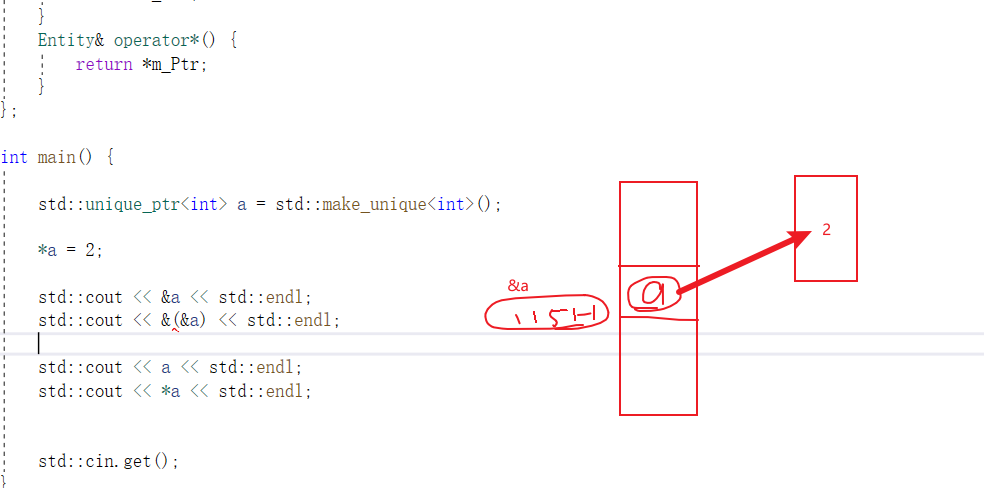 }
Entity& operator*() {
return *m_Ptr;
}
};
int main() {
std::unique_ptr<int> a = std::make_unique<int>();
*a = 2;
std::cout << &a << std::endl;
std::cout << &(&a) << std::endl;
std::cout << a << std::endl;
std::cout << *a << std::endl;
std::cin.get();
}
&a
a
2